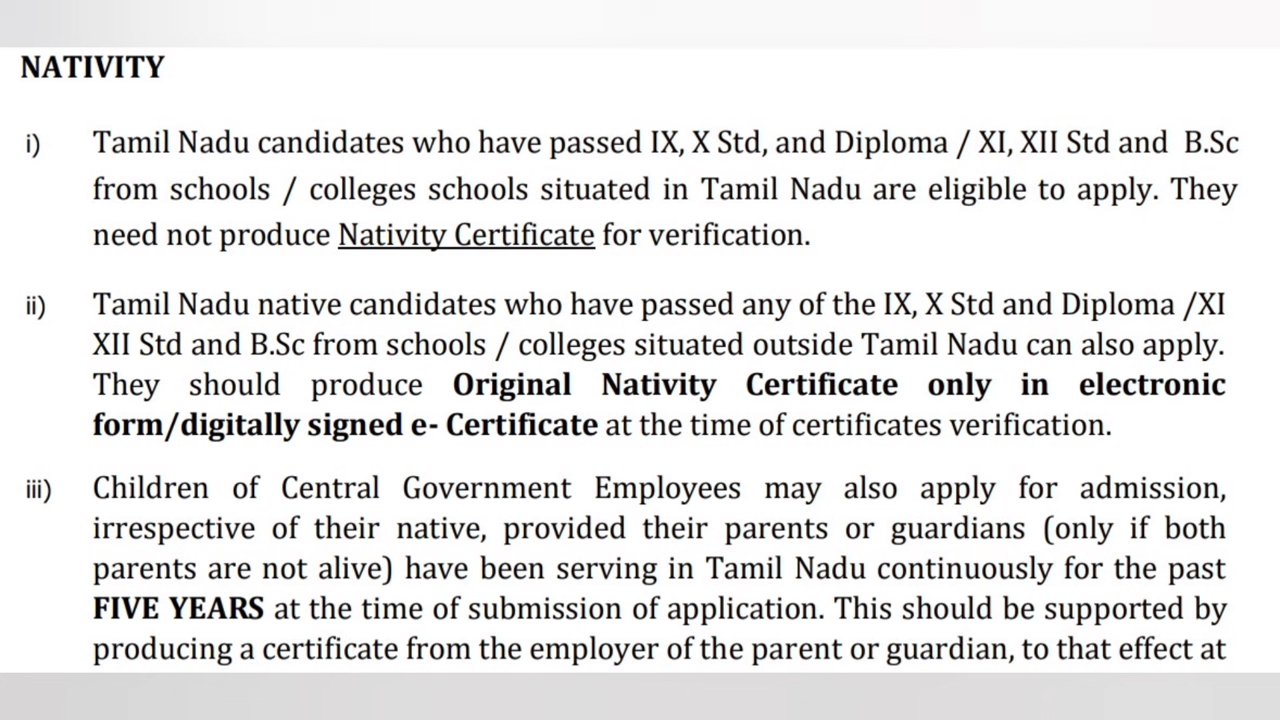 NATIVITY
i) Tamil Nadu candidates who have passed IX, X Std, and Diploma / XI, XII Std and B.Sc
from schools / colleges schools situated in Tamil Nadu are eligible to apply. They
need not produce Nativity Certificate for verification.
ii) Tamil Nadu native candidates who have passed any of the IX, X Std and Diploma /XI
XII Std and B.Sc from schools / colleges situated outside Tamil Nadu can also apply.
They should produce Original Nativity Certificate only in electronic
form/digitally signed e- Certificate at the time of certificates verification.
iii) Children of Central Government Employees may also apply for admission,
irrespective of their native, provided their parents or guardians (only if both
parents are not alive) have been serving in Tamil Nadu continuously for the past
FIVE YEARS at the time of submission of application. This should be supported by
producing a certificate from the employer of the parent or guardian, to that effect at